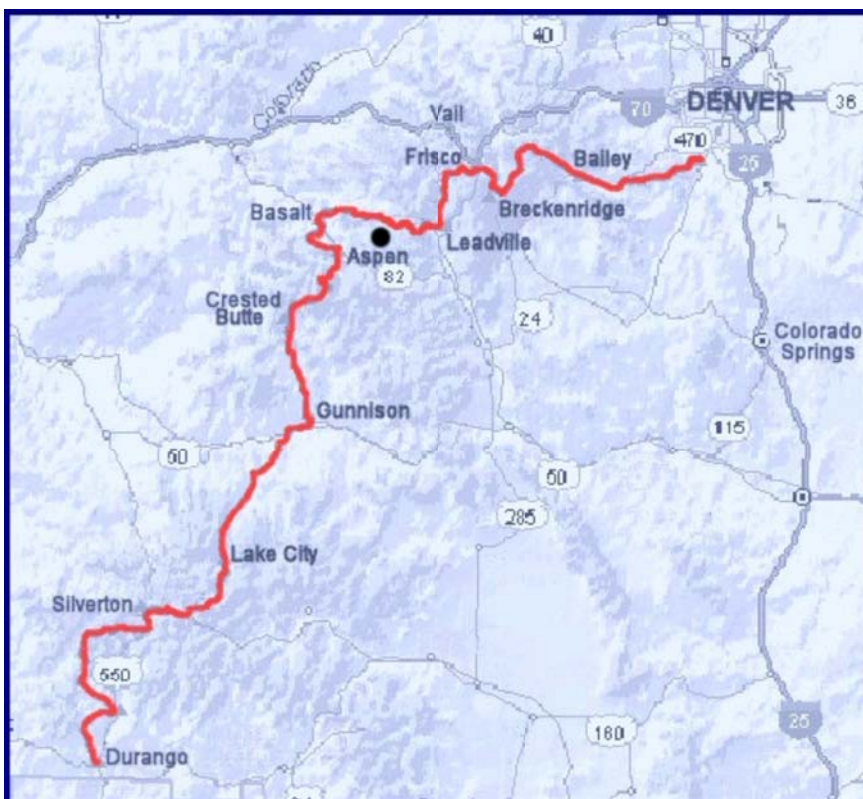 40
Colorado
Vail
70
DENVER
36
470
Frisco
Bailey
25
Basalt
Breckenridge
Leadville
Aspen
82
Crested
Butte
24
Colorado
Springs
Gunnison
115
50
50
285
Lake City
Silverton
550
25
160
Durango